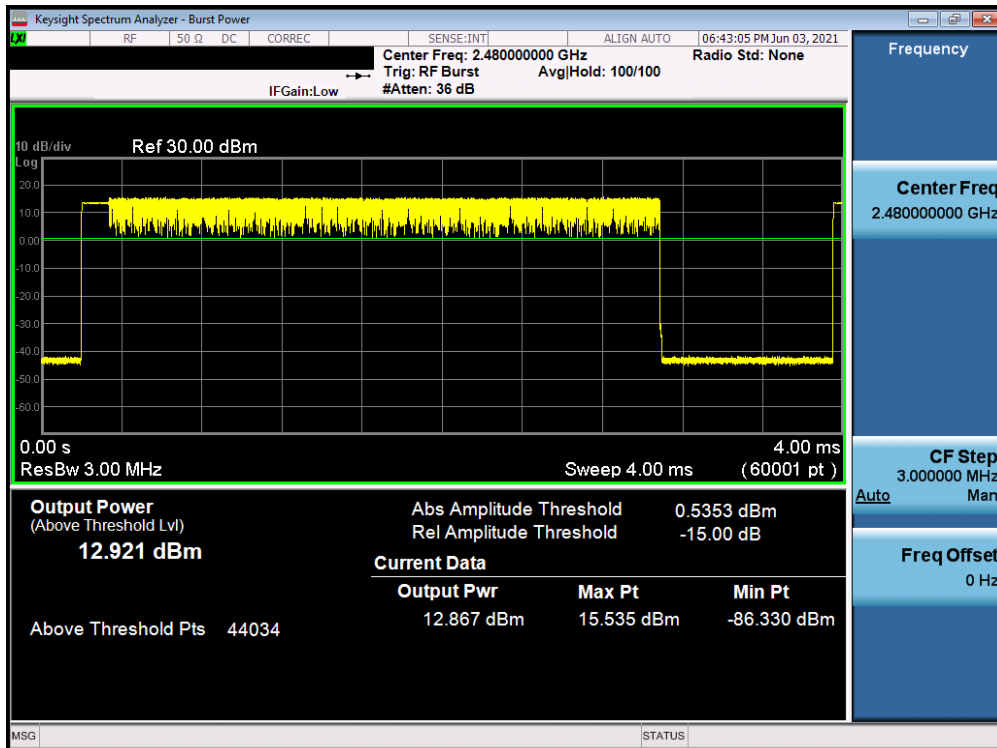 Keysight Spectrum Analyzer - Burst Power
LXI RF 50 Ω DC CORREC SENSE:INT ALIGN AUTO 06:43:05 PM Jun 03, 2021
Center Freq: 2.480000000 GHz Radio Std: None
Trig: RF Burst Avg|Hold: 100/100
IFGain:Low #Atten: 36 dB
10 dB/div Ref 30.00 dBm
Log
20.0
10.0
0.00
-10.0
-20.0
-30.0
-40.0
-50.0
-60.0
0.00 s 4.00 ms
ResBw 3.00 MHz Sweep 4.00 ms (60001 pt)
Output Power
(Above Threshold Lvl)
12.921 dBm
Above Threshold Pts 44034
Abs Amplitude Threshold 0.5353 dBm
Rel Amplitude Threshold -15.00 dB
Current Data
Output Pwr Max Pt Min Pt
12.867 dBm 15.535 dBm -86.330 dBm
MSG STATUS
Frequency
Center Freq
2.480000000 GHz
CF Step
3.000000 MHz
Auto Man
Freq Offset
0 Hz